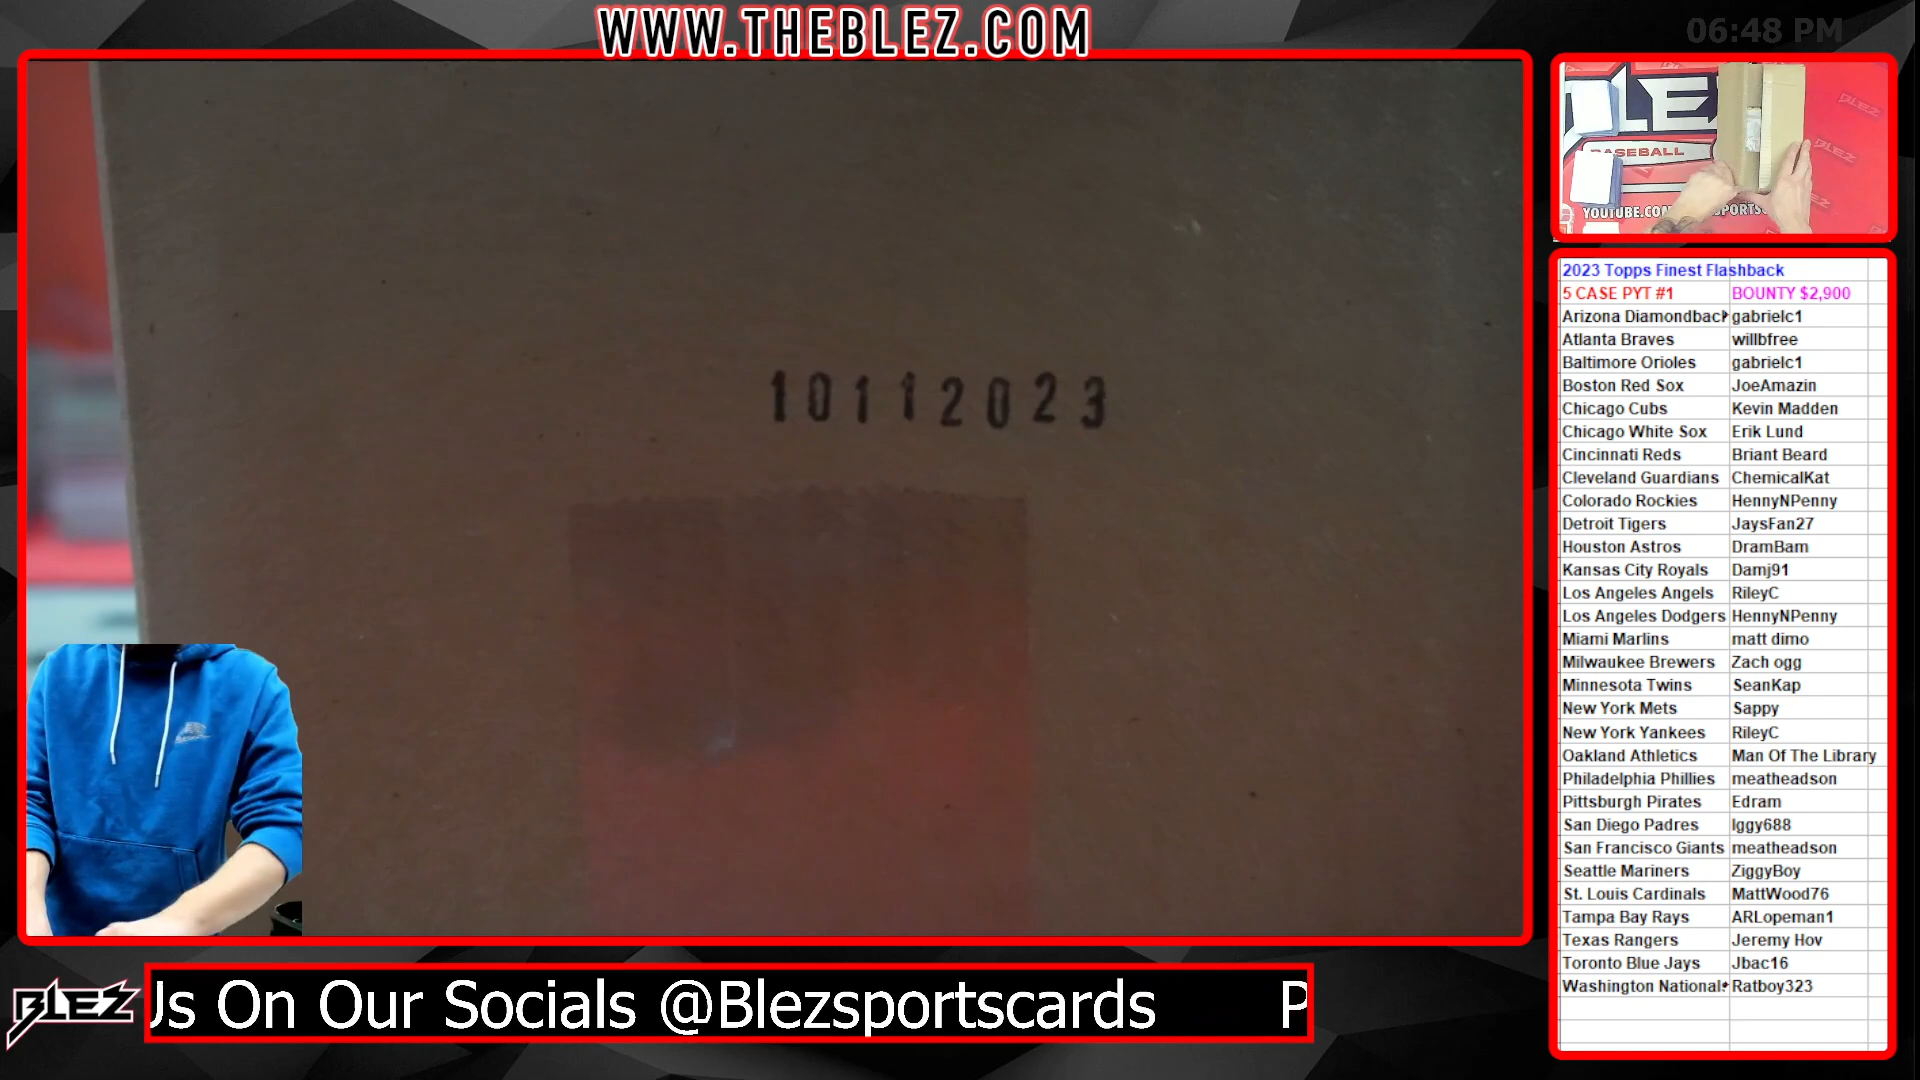 WWW.THEBLEZ.COM
06:48 PM
10112023
BLEZ
BASEBALL
BLEZ
BLEZ
2023 Topps Finest Flashback
5 CASE PYT #1 BOUNTY $2,900
Arizona Diamondback gabrielc1
Atlanta Braves willbfree
Baltimore Orioles gabrielc1
Boston Red Sox JoeAmazin
Chicago Cubs Kevin Madden
Chicago White Sox Erik Lund
Cincinnati Reds Briant Beard
Cleveland Guardians ChemicalKat
Colorado Rockies HennyNPenny
Detroit Tigers JaysFan27
Houston Astros DramBam
Kansas City Royals Damj91
Los Angeles Angels RileyC
Los Angeles Dodgers HennyNPenny
Miami Marlins matt dimo
Milwaukee Brewers Zach ogg
Minnesota Twins SeanKap
New York Mets Sappy
New York Yankees RileyC
Oakland Athletics Man Of The Library
Philadelphia Phillies meatheadson
Pittsburgh Pirates Edram
San Diego Padres Iggy688
San Francisco Giants meatheadson
Seattle Mariners ZiggyBoy
St. Louis Cardinals MattWood76
Tampa Bay Rays ARLopeman1
Texas Rangers Jeremy Hov
Toronto Blue Jays Jbac16
Washington Nationals Ratboy323
BLEZ
Us On Our Socials @Blezsportscards P